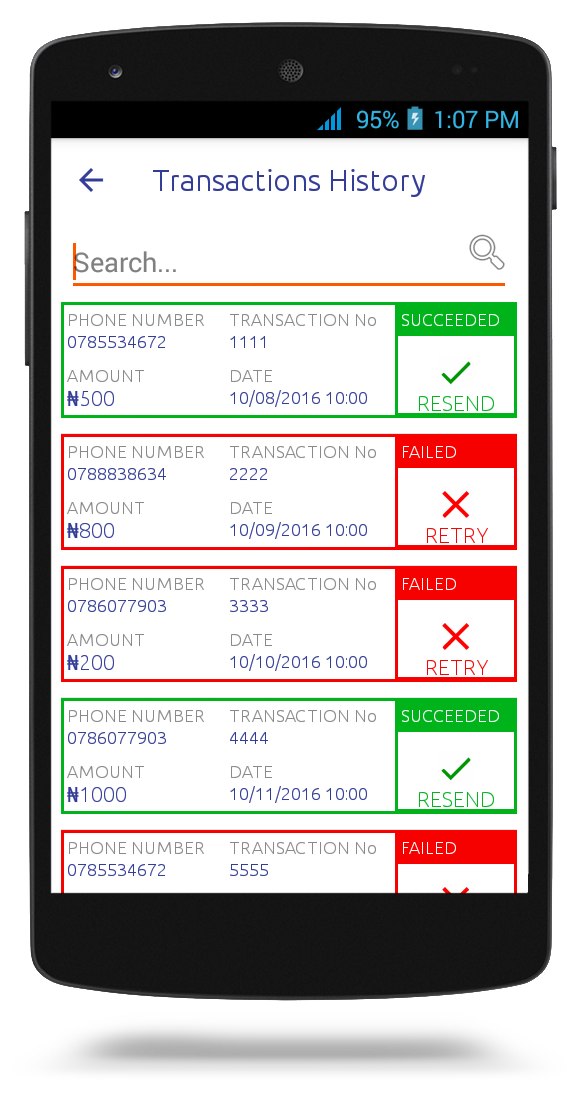 95% 1:07 PM
Transactions History
Search...
PHONE NUMBER TRANSACTION No SUCCEEDED
0785534672 1111
AMOUNT DATE
₦500 10/08/2016 10:00 RESEND
PHONE NUMBER TRANSACTION No FAILED
0788838634 2222
AMOUNT DATE
₦800 10/09/2016 10:00 RETRY
PHONE NUMBER TRANSACTION No FAILED
0786077903 3333
AMOUNT DATE
₦200 10/10/2016 10:00 RETRY
PHONE NUMBER TRANSACTION No SUCCEEDED
0786077903 4444
AMOUNT DATE
₦1000 10/11/2016 10:00 RESEND
PHONE NUMBER TRANSACTION No FAILED
0785534672 5555